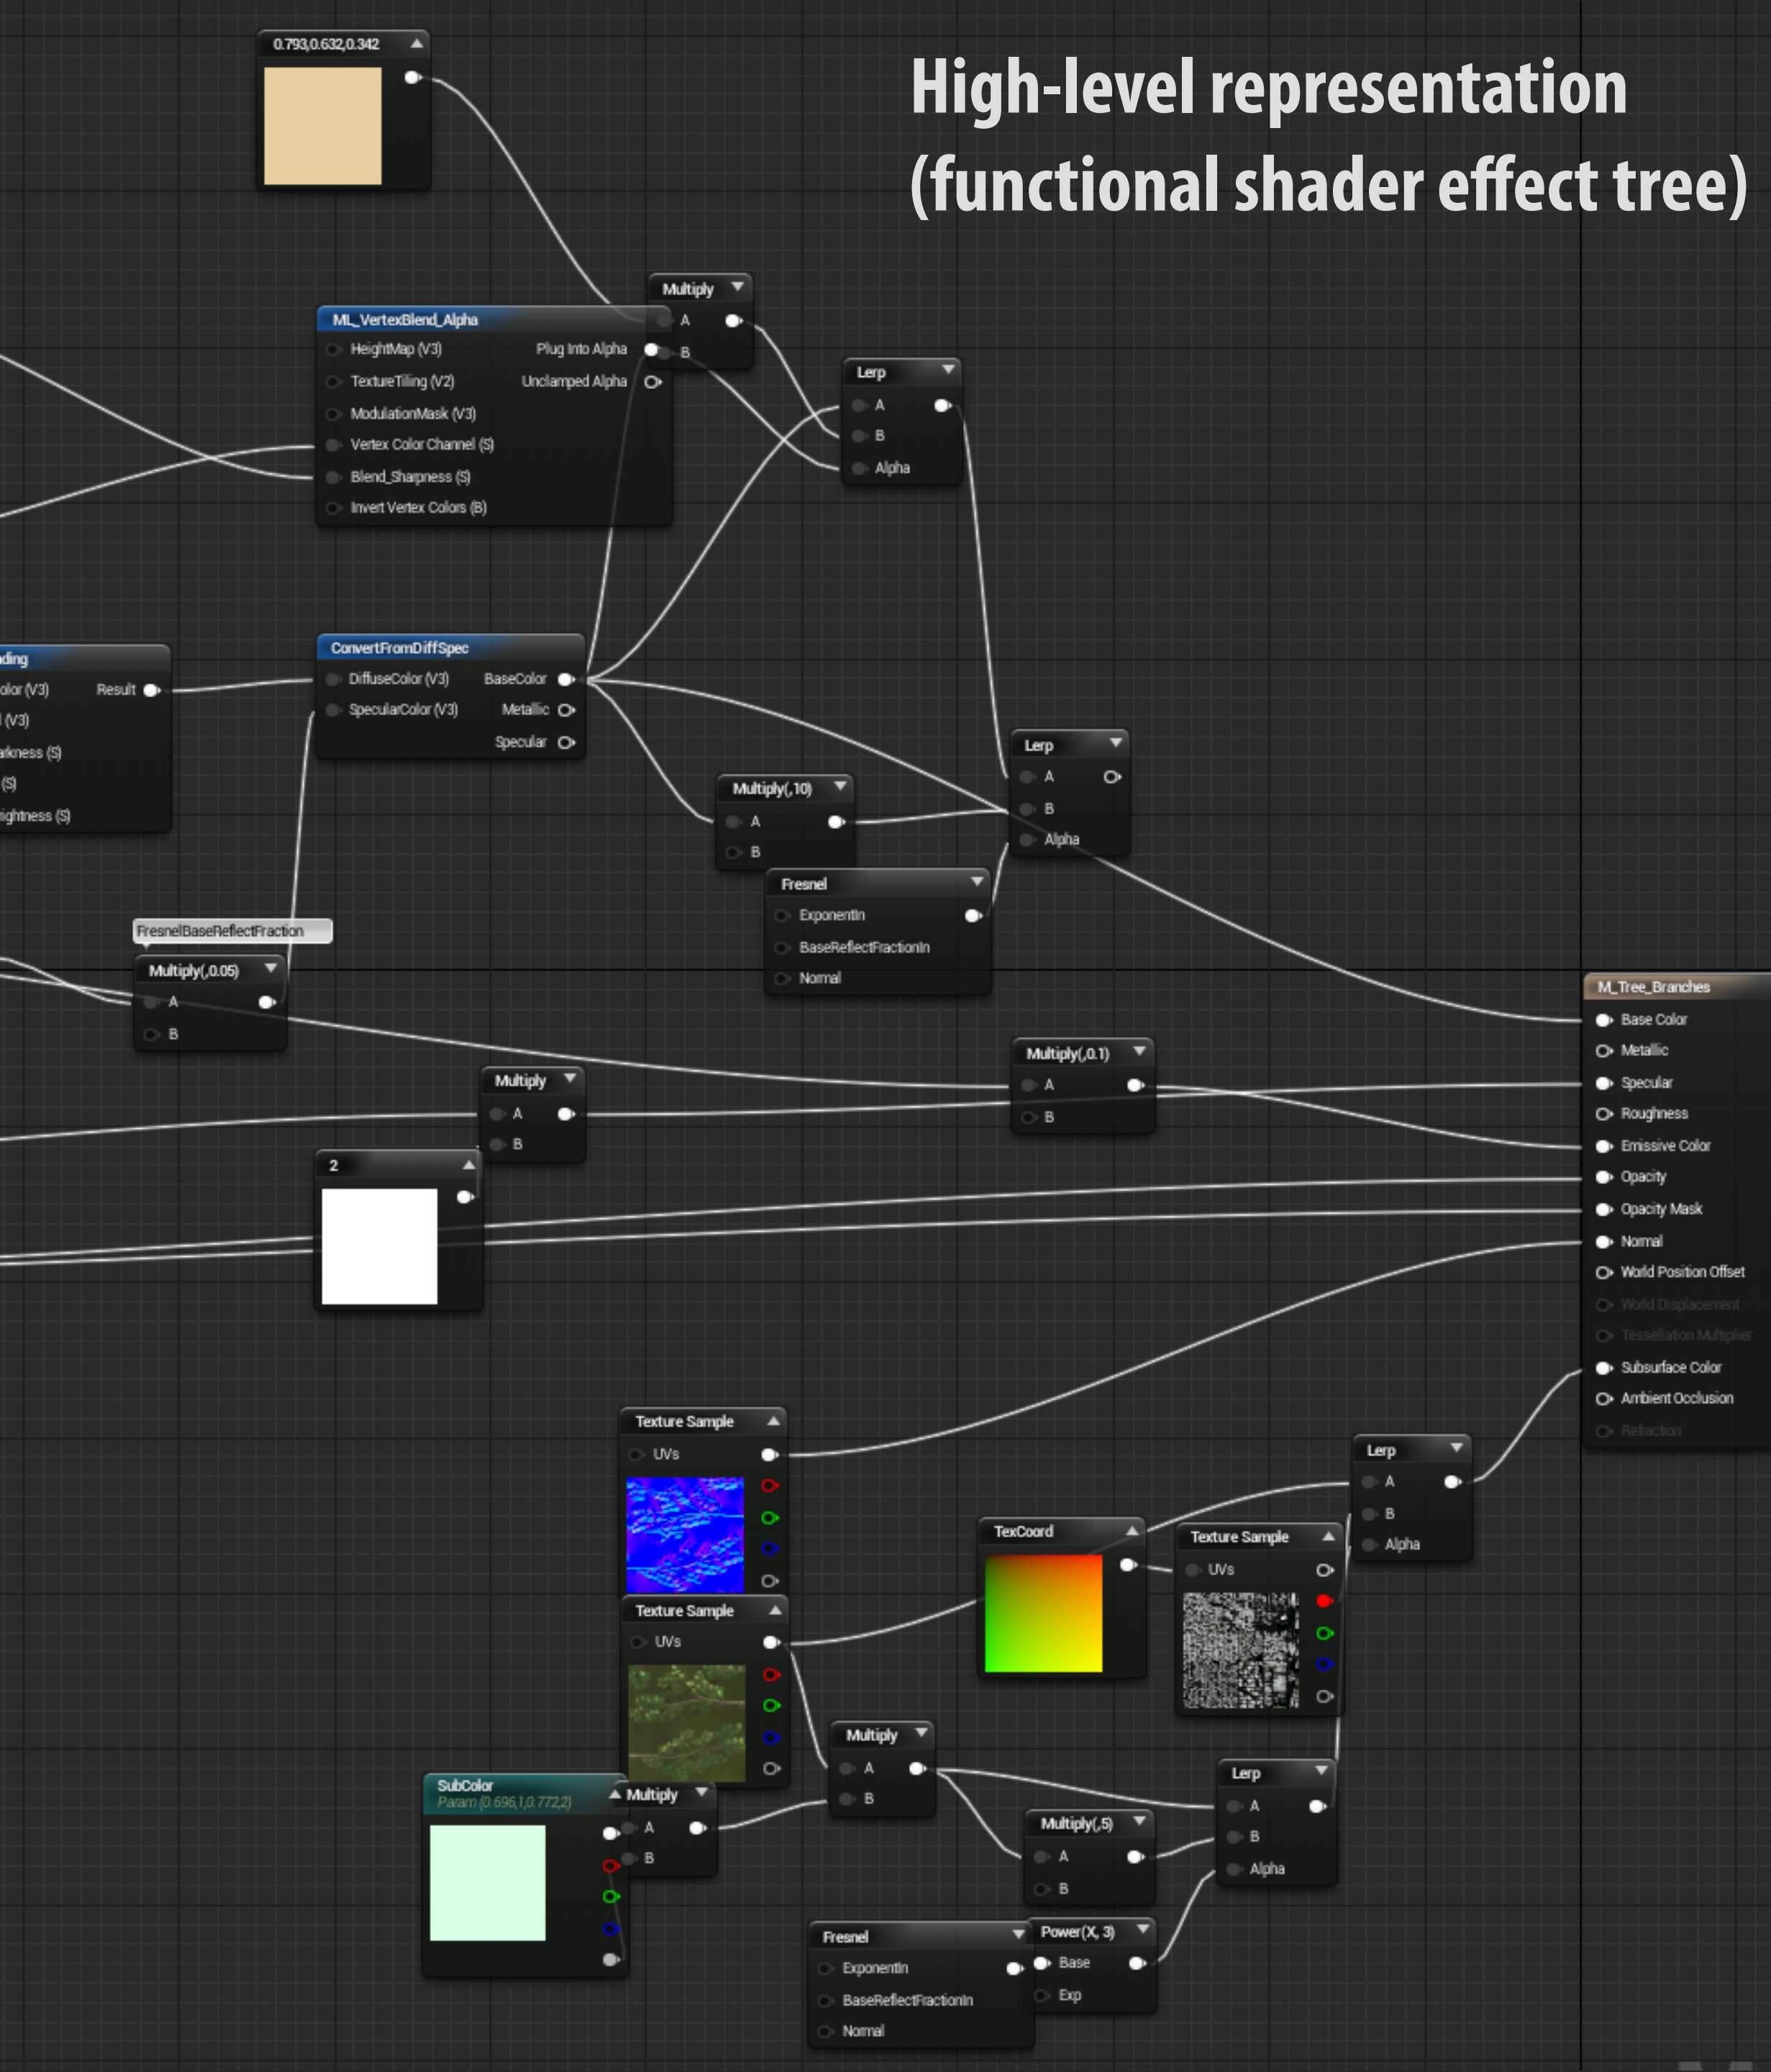 High-level representation
(functional shader effect tree)
0.793,0.632,0.342
Multiply
A
B
ML_VertexBlend_Alpha
HeightMap (V3) Plug Into Alpha
TextureTiling (V2) Unclamped Alpha
ModulationMask (V3)
Vertex Color Channel (S)
Blend_Sharpness (S)
Invert Vertex Colors (B)
Lerp
A
B
Alpha
ding
olor (V3) Result
(V3)
arkness (S)
(S)
ightness (S)
ConvertFromDiffSpec
DiffuseColor (V3) BaseColor
SpecularColor (V3) Metallic
Specular
Lerp
A
B
Alpha
Multiply(,10)
A
B
Fresnel
ExponentIn
BaseReflectFractionIn
Normal
FresnelBaseReflectFraction
Multiply(,0.05)
A
B
Multiply(,0.1)
A
B
Multiply
A
B
2
M_Tree_Branches
Base Color
Metallic
Specular
Roughness
Emissive Color
Opacity
Opacity Mask
Normal
World Position Offset
World Displacement
Tessellation Multiplier
Subsurface Color
Ambient Occlusion
Refraction
Texture Sample
UVs
Texture Sample
UVs
TexCoord
Texture Sample
UVs
Lerp
A
B
Alpha
Multiply
A
B
SubColor
Param (0.696,1,0.772,2)
Multiply
A
B
Multiply(,5)
A
B
Lerp
A
B
Alpha
Fresnel
ExponentIn
BaseReflectFractionIn
Normal
Power(X, 3)
Base
Exp